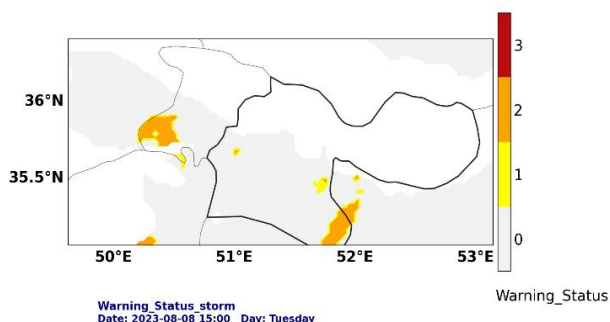 3
2
1
0
36°N
35.5°N
50°E
51°E
52°E
53°E
Warning_Status
Warning_Status_storm
Date: 2023-08-08 15:00 Day: Tuesday